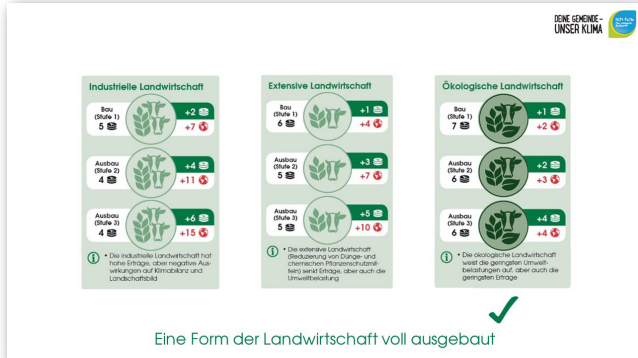 DEINE GEMEINDE –
UNSER KLIMA
Industrielle Landwirtschaft
Bau
(Stufe 1)
5
+2
+7
Ausbau
(Stufe 2)
4
+4
+11
Ausbau
(Stufe 3)
4
+6
+15
• Die industrielle Landwirtschaft hat
hohe Erträge, aber negative Aus-
wirkungen auf Klimabilanz und
Landschaftsbild
Extensive Landwirtschaft
Bau
(Stufe 1)
6
+1
+4
Ausbau
(Stufe 2)
5
+3
+7
Ausbau
(Stufe 3)
5
+5
+10
• Die extensive Landwirtschaft
(Reduzierung von Dünge- und
chemischen Pflanzenschutzmit-
teln) senkt Erträge, aber auch die
Umweltbelastung
Ökologische Landwirtschaft
Bau
(Stufe 1)
7
+1
+2
Ausbau
(Stufe 2)
6
+2
+3
Ausbau
(Stufe 3)
6
+4
+4
• Die ökologische Landwirtschaft
weist die geringsten Umwelt-
belastungen auf, aber auch die
geringsten Erträge
Eine Form der Landwirtschaft voll ausgebaut